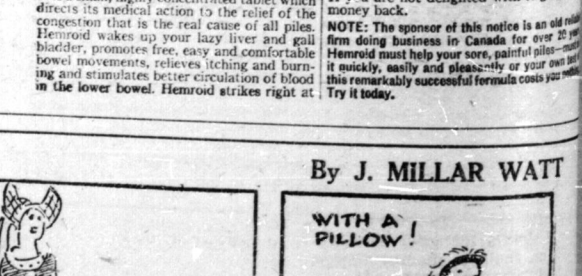 directs its medical action to the relief of the
congestion that is the real cause of all piles.
Hemroid wakes up your lazy liver and gall
bladder, promotes free, easy and comfortable
bowel movements, relieves itching and burn-
ing and stimulates better circulation of blood
in the lower bowel. Hemroid strikes right at
money back.
NOTE: The sponsor of this notice is an old
firm doing business in Canada for over 20
Hemroid must help your sore, painful piles—
it quickly, easily and pleasantly or your own
this remarkably successful formula costs you
Try it today.
By J. MILLAR WATT
WITH A
PILLOW!